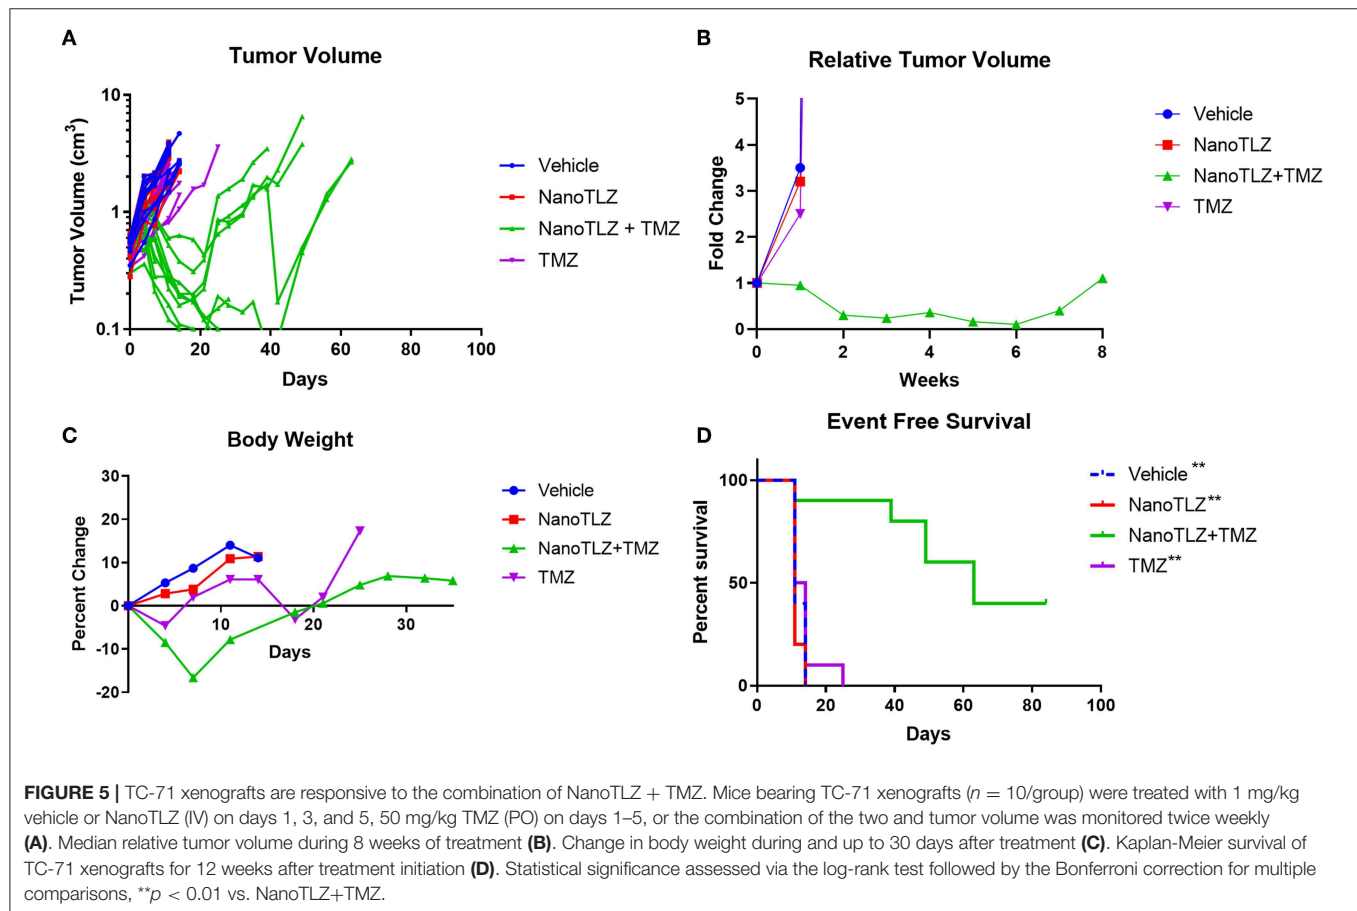 A
Tumor Volume
Tumor Volume (cm³)
10
1
0.1
0 20 40 60 80 100
Days
Vehicle
NanoTLZ
NanoTLZ + TMZ
TMZ
B
Relative Tumor Volume
Fold Change
5
4
3
2
1
0
0 2 4 6 8
Weeks
Vehicle
NanoTLZ
NanoTLZ+TMZ
TMZ
C
Body Weight
Percent Change
30
20
10
0
-10
-20
10 20 30
Days
Vehicle
NanoTLZ
NanoTLZ+TMZ
TMZ
D
Event Free Survival
Percent survival
100
50
0
0 20 40 60 80 100
Days
Vehicle **
NanoTLZ**
NanoTLZ+TMZ
TMZ**
FIGURE 5 | TC-71 xenografts are responsive to the combination of NanoTLZ + TMZ. Mice bearing TC-71 xenografts (n = 10/group) were treated with 1 mg/kg
vehicle or NanoTLZ (IV) on days 1, 3, and 5, 50 mg/kg TMZ (PO) on days 1–5, or the combination of the two and tumor volume was monitored twice weekly
(A). Median relative tumor volume during 8 weeks of treatment (B). Change in body weight during and up to 30 days after treatment (C). Kaplan-Meier survival of
TC-71 xenografts for 12 weeks after treatment initiation (D). Statistical significance assessed via the log-rank test followed by the Bonferroni correction for multiple
comparisons, **p < 0.01 vs. NanoTLZ+TMZ.